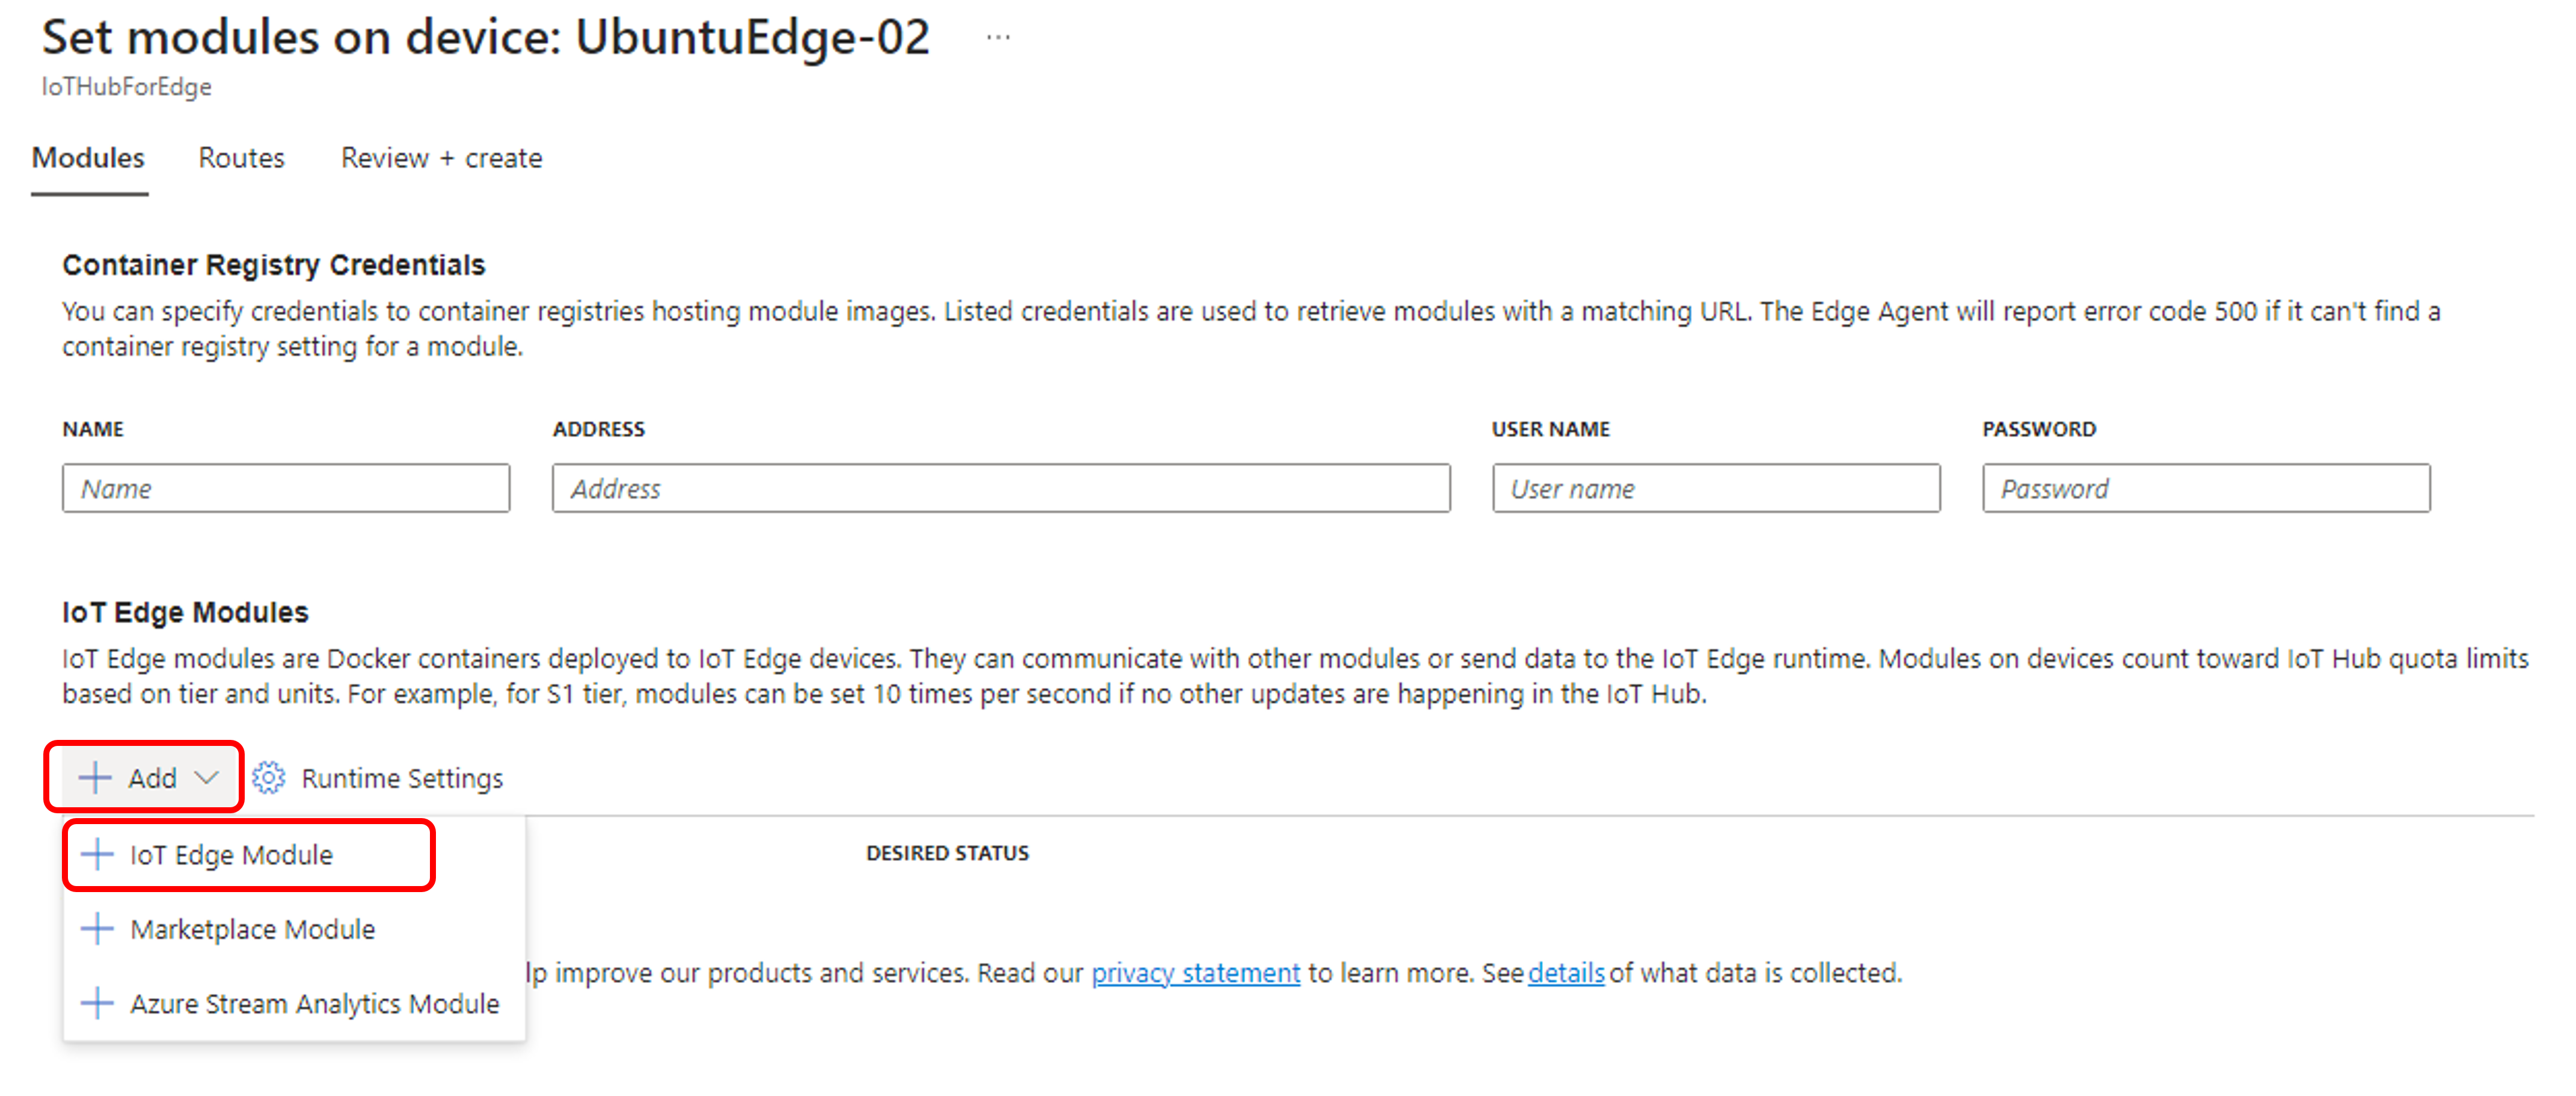 Set modules on device: UbuntuEdge-02 ...
IoTHubForEdge
Modules Routes Review + create
Container Registry Credentials
You can specify credentials to container registries hosting module images. Listed credentials are used to retrieve modules with a matching URL. The Edge Agent will report error code 500 if it can't find a
container registry setting for a module.
NAME ADDRESS USER NAME PASSWORD
Name Address User name Password
IoT Edge Modules
IoT Edge modules are Docker containers deployed to IoT Edge devices. They can communicate with other modules or send data to the IoT Edge runtime. Modules on devices count toward IoT Hub quota limits
based on tier and units. For example, for S1 tier, modules can be set 10 times per second if no other updates are happening in the IoT Hub.
+ Add Runtime Settings
+ IoT Edge Module DESIRED STATUS
+ Marketplace Module
lp improve our products and services. Read our privacy statement to learn more. See details of what data is collected.
+ Azure Stream Analytics Module